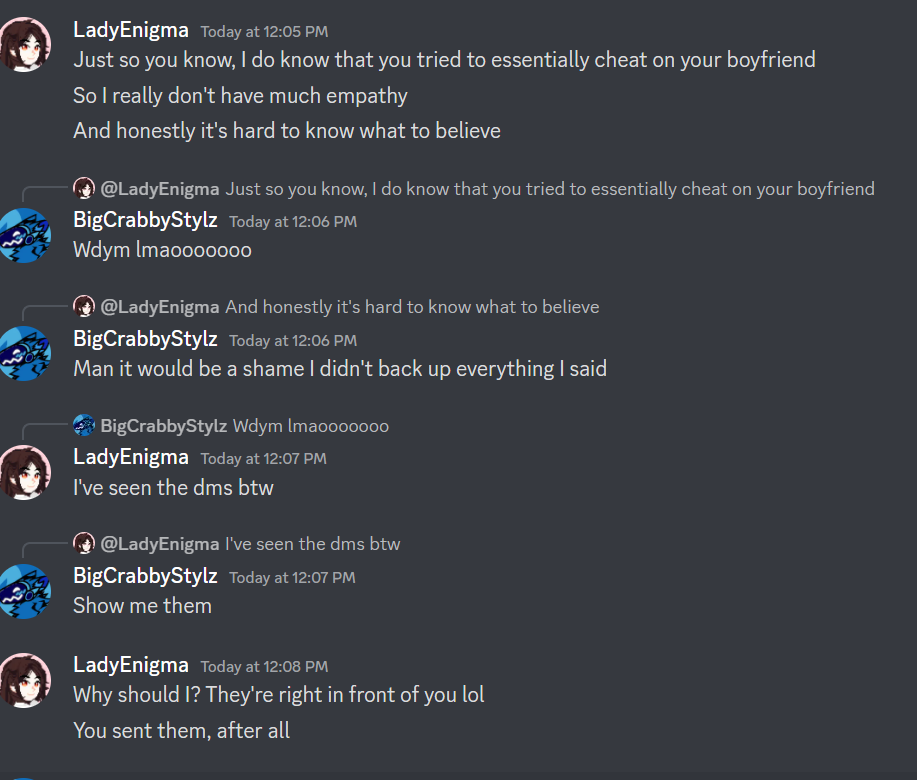 LadyEnigma Today at 12:05 PM
Just so you know, I do know that you tried to essentially cheat on your boyfriend
So I really don't have much empathy
And honestly it's hard to know what to believe
@LadyEnigma Just so you know, I do know that you tried to essentially cheat on your boyfriend
BigCrabbyStylz Today at 12:06 PM
Wdym lmaooooooo
@LadyEnigma And honestly it's hard to know what to believe
BigCrabbyStylz Today at 12:06 PM
Man it would be a shame I didn't back up everything I said
BigCrabbyStylz Wdym lmaooooooo
LadyEnigma Today at 12:07 PM
I've seen the dms btw
@LadyEnigma I've seen the dms btw
BigCrabbyStylz Today at 12:07 PM
Show me them
LadyEnigma Today at 12:08 PM
Why should I? They're right in front of you lol
You sent them, after all